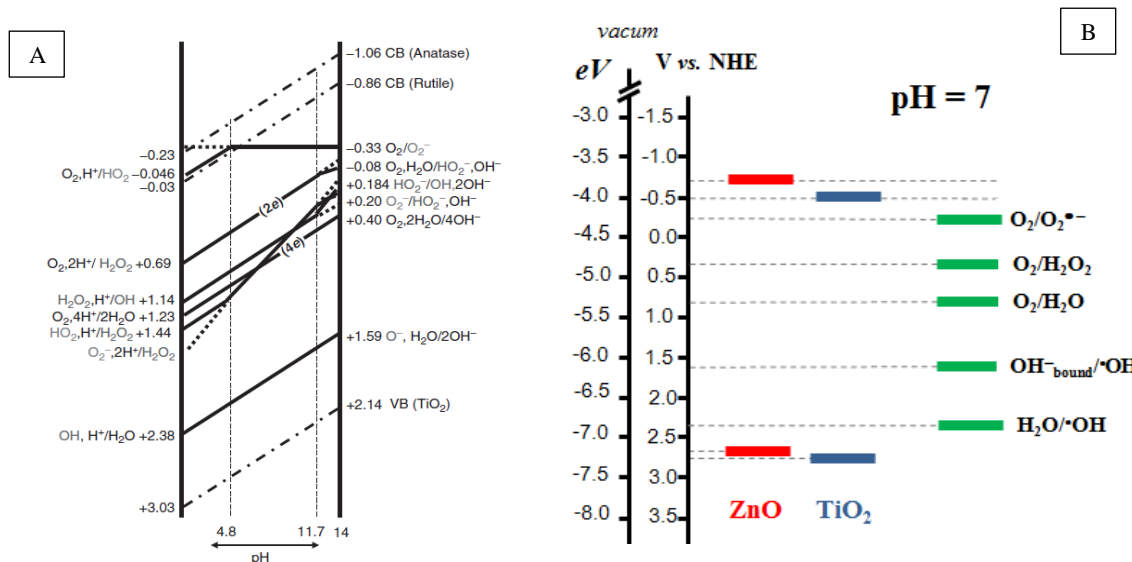 A
−1.06 CB (Anatase)
−0.86 CB (Rutile)
−0.23
O₂,H⁺/HO₂ −0.046
−0.03
−0.33 O₂/O₂⁻
−0.08 O₂,H₂O/HO₂⁻,OH⁻
+0.184 HO₂⁻/OH,2OH⁻
+0.20 O₂⁻/HO₂⁻,OH⁻
+0.40 O₂,2H₂O/4OH⁻
(2e)
(4e)
O₂,2H⁺/ H₂O₂ +0.69
H₂O₂,H⁺/OH +1.14
O₂,4H⁺/2H₂O +1.23
HO₂,H⁺/H₂O₂ +1.44
O₂⁻,2H⁺/H₂O₂
+1.59 O⁻, H₂O/2OH⁻
+2.14 VB (TiO₂)
OH, H⁺/H₂O +2.38
+3.03
4.8 11.7 14
pH
B
vacum
eV V vs. NHE
pH = 7
-3.0 -1.5
-3.5 -1.0
-4.0 -0.5
-4.5 0.0
-5.0 0.5
-5.5 1.0
-6.0 1.5
-6.5 2.0
-7.0 2.5
-7.5 3.0
-8.0 3.5
O₂/O₂•−
O₂/H₂O₂
O₂/H₂O
OH⁻bound/•OH
H₂O/•OH
ZnO TiO₂